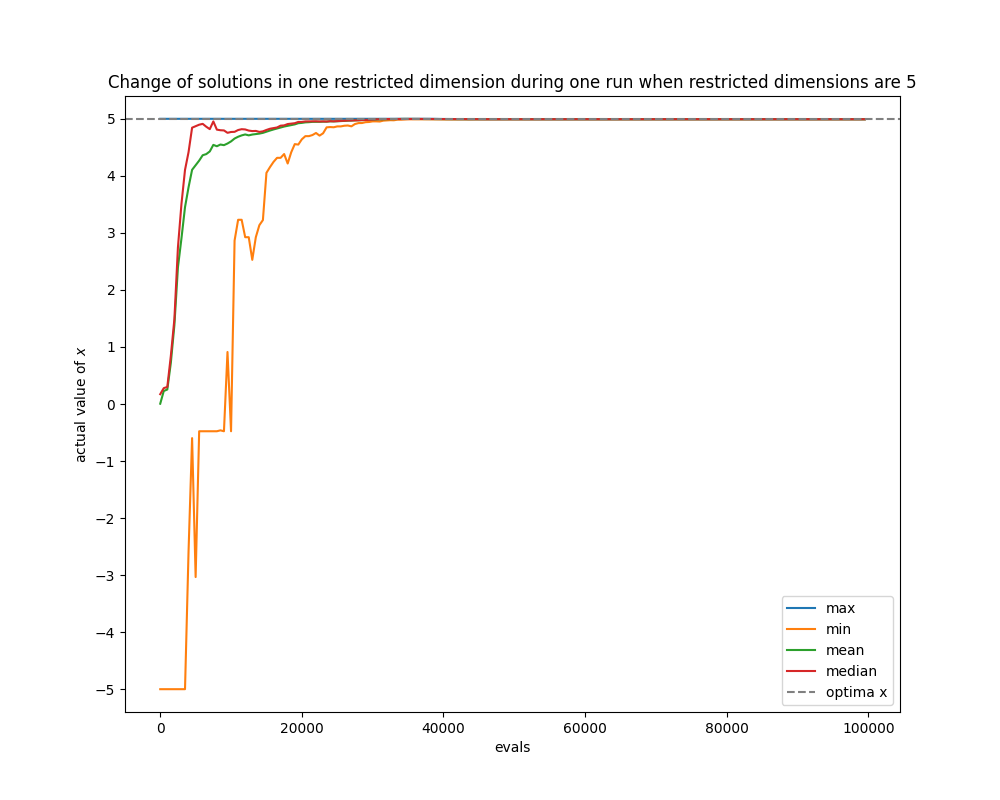 Change of solutions in one restricted dimension during one run when restricted dimensions are 5
5
4
3
2
1
0
−1
−2
−3
−4
−5
actual value of x
0
20000
40000
60000
80000
100000
evals
max
min
mean
median
optima x